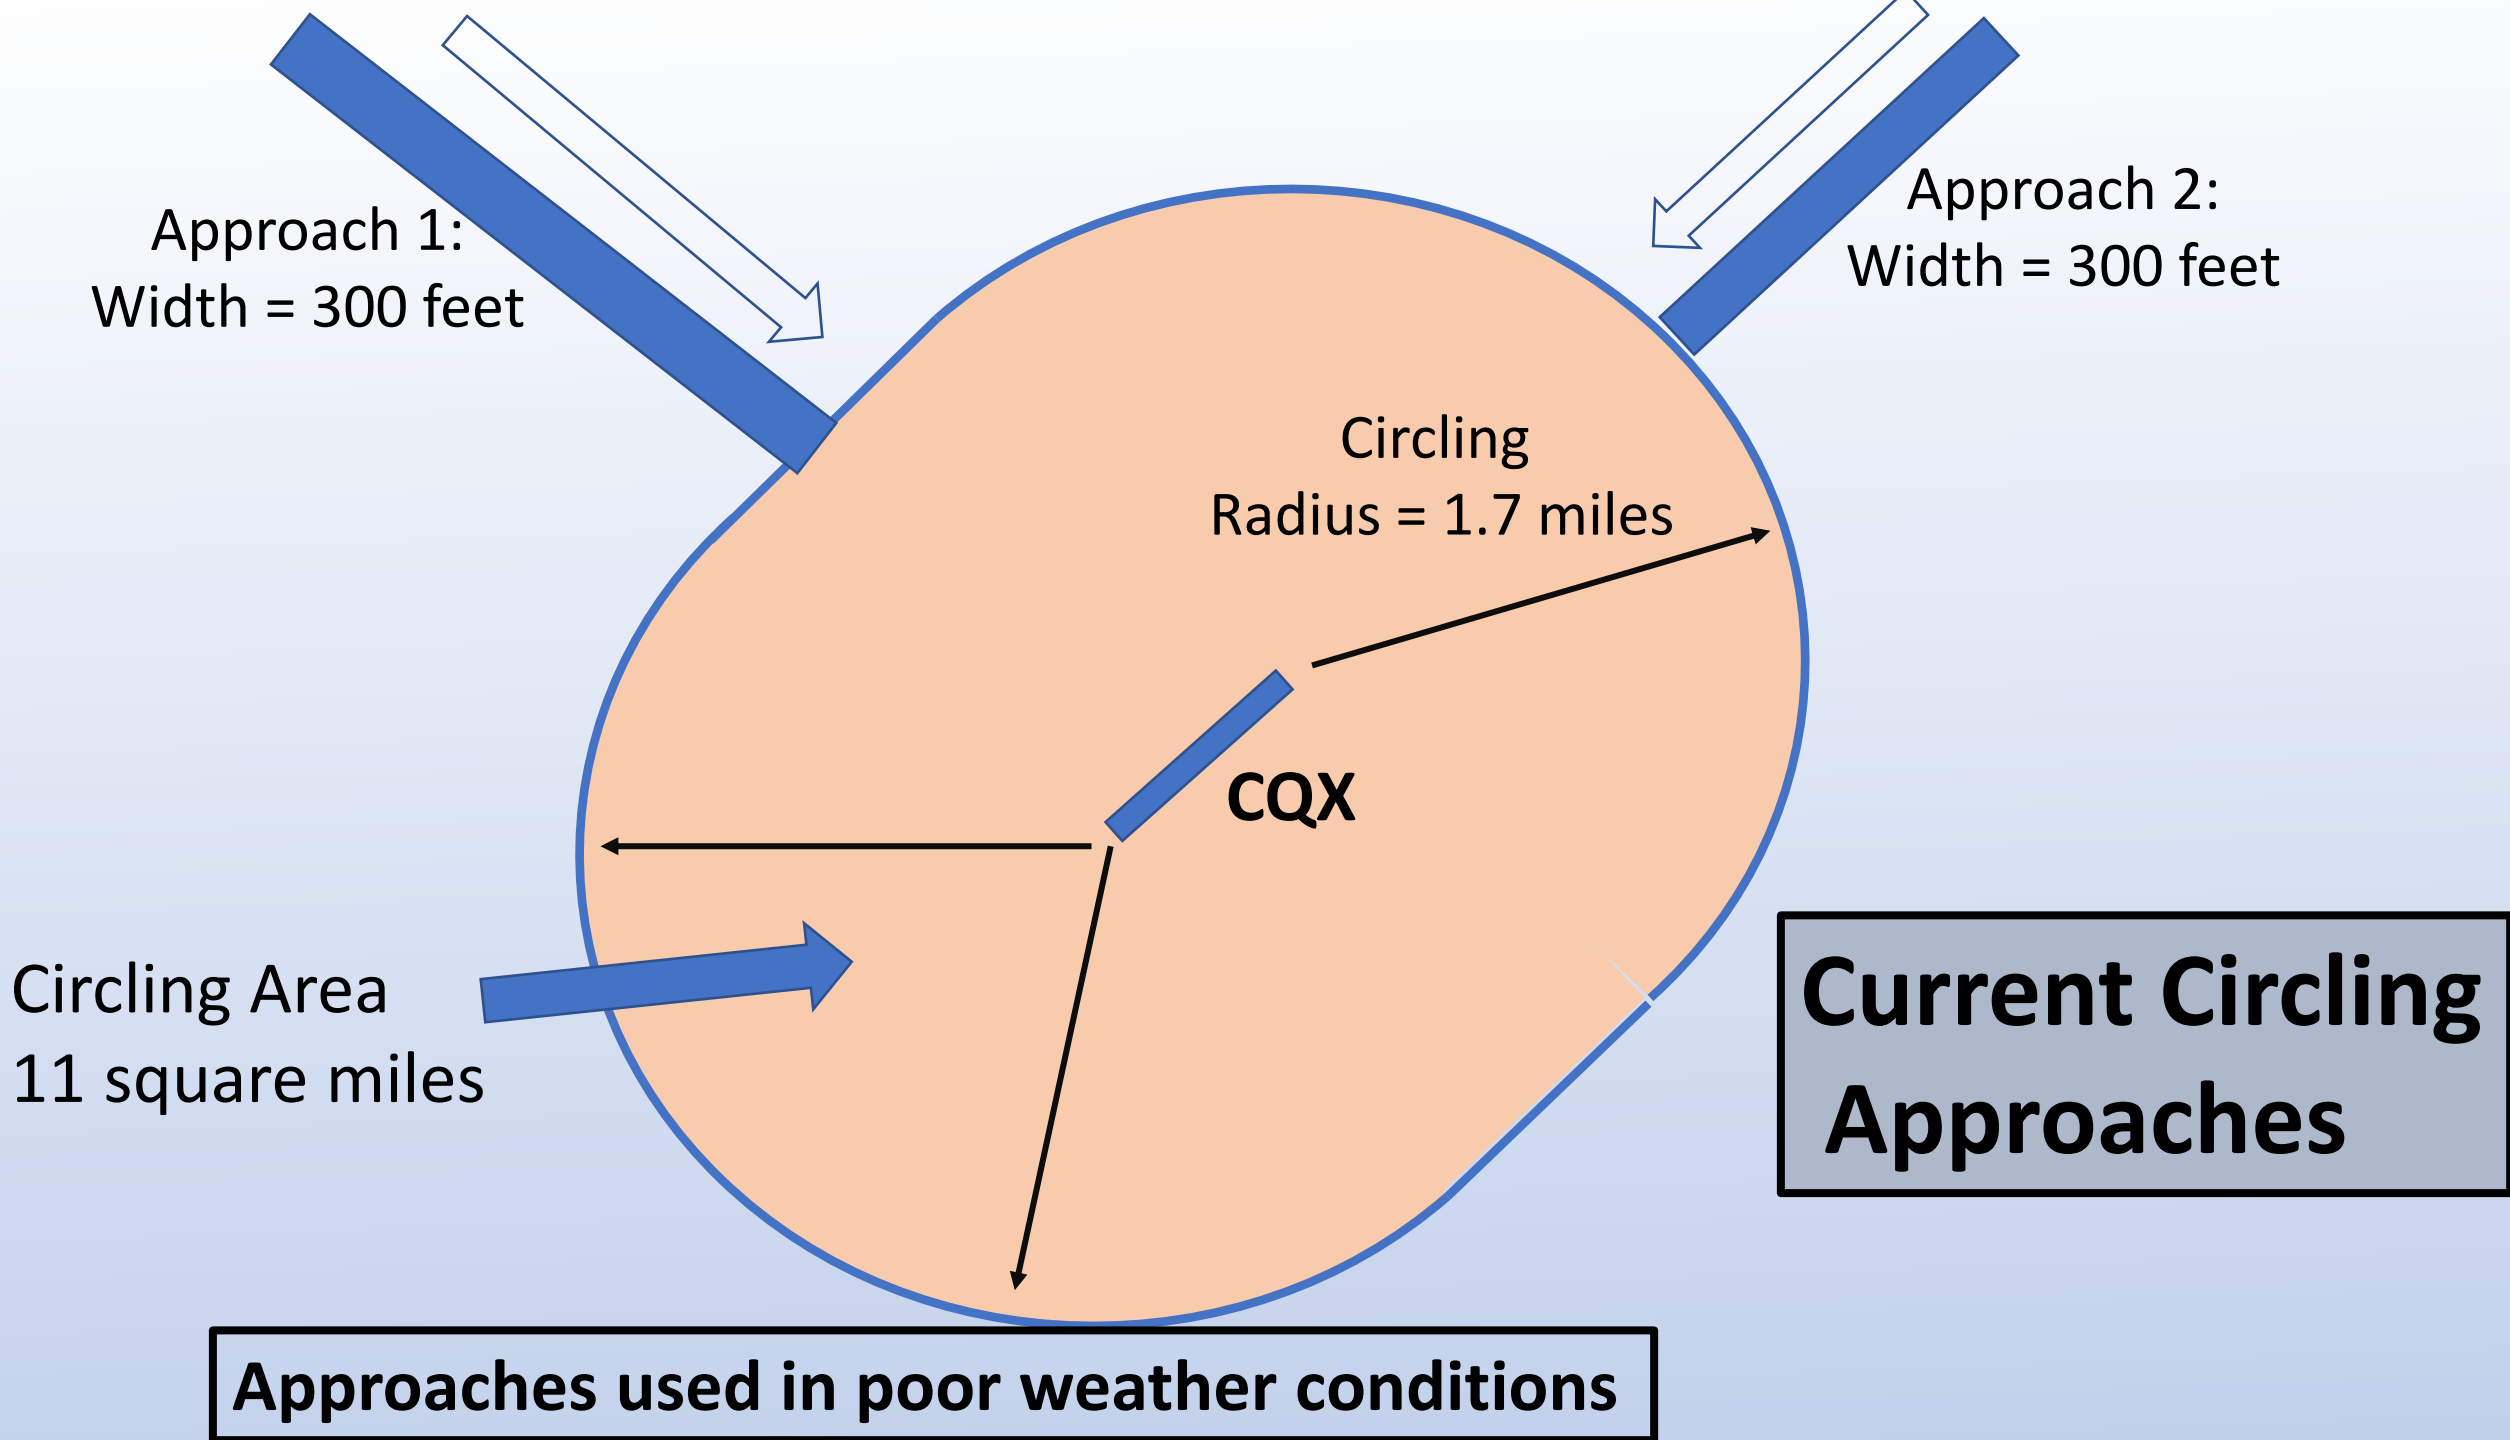 Approach 1:
Width = 300 feet
Approach 2:
Width = 300 feet
Circling
Radius = 1.7 miles
CQX
Circling Area
11 square miles
Current Circling
Approaches
Approaches used in poor weather conditions